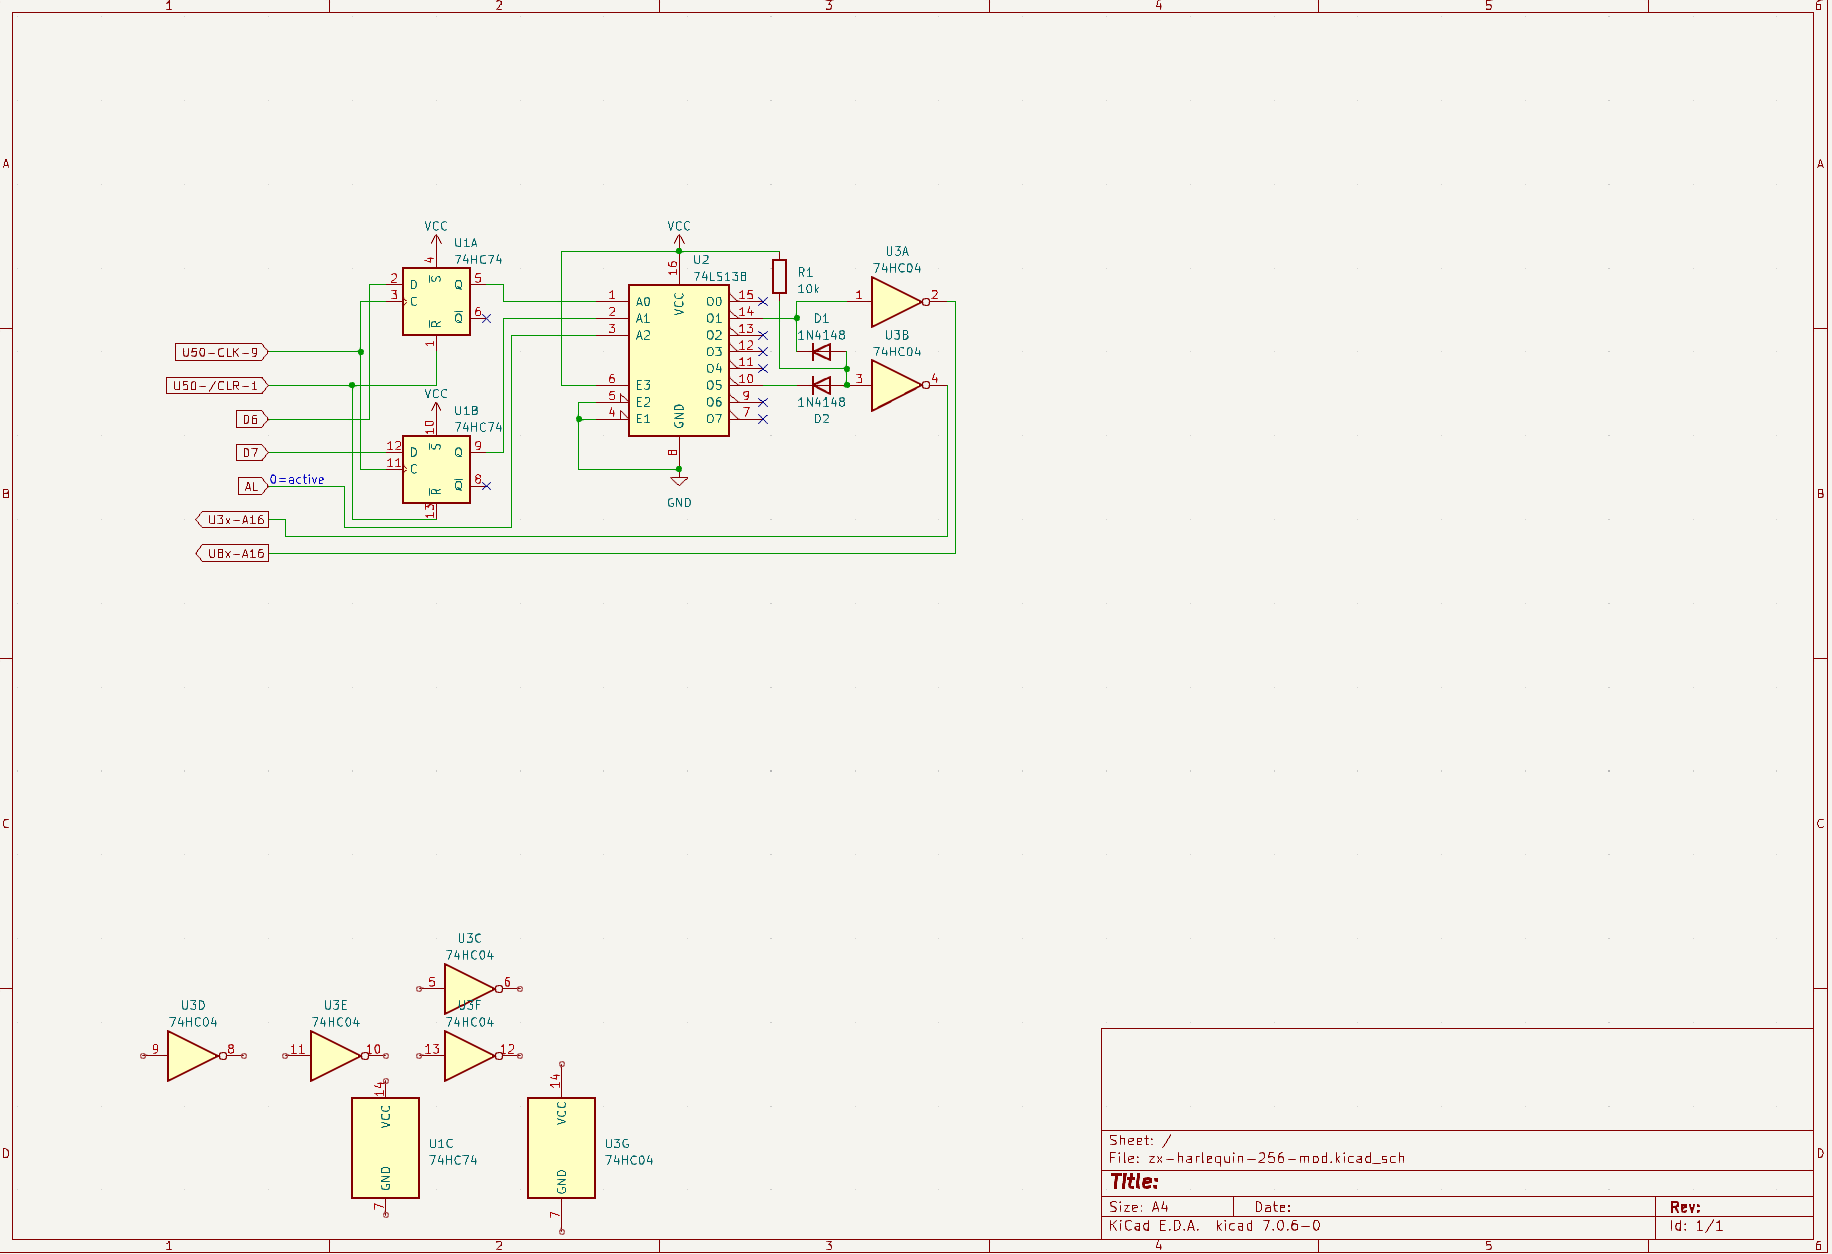 1 2 3 4 5 6
A A
VCC VCC
U1A
74HC74
4
2 D S Q 5
3 C
R Q 6
1
U2
74LS138
16
VCC
1 A0 O0 15
2 A1 O1 14
3 A2 O2 13
O3 12
O4 11
6 E3 O5 10
5 E2 O6 9
4 E1 O7 7
GND
8
GND
R1
10k
D1
1N4148
1N4148
D2
U3A
74HC04
1 2
U3B
74HC04
3 4
U50-CLK-9
U50-/CLR-1
D6
D7
AL 0=active
U3x-A16
U8x-A16
VCC
U1B
74HC74
10
12 D S Q 9
11 C
R Q 8
13
B B
C C
U3C
74HC04
5 6
U3D
74HC04
9 8
U3E
74HC04
11 10
U3F
74HC04
13 12
14
VCC
GND
7
U1C
74HC74
14
VCC
GND
7
U3G
74HC04
D D
Sheet: /
File: zx-harlequin-256-mod.kicad_sch
Title:
Size: A4 Date: Rev:
KiCad E.D.A. kicad 7.0.6-0 Id: 1/1
1 2 3 4 5 6